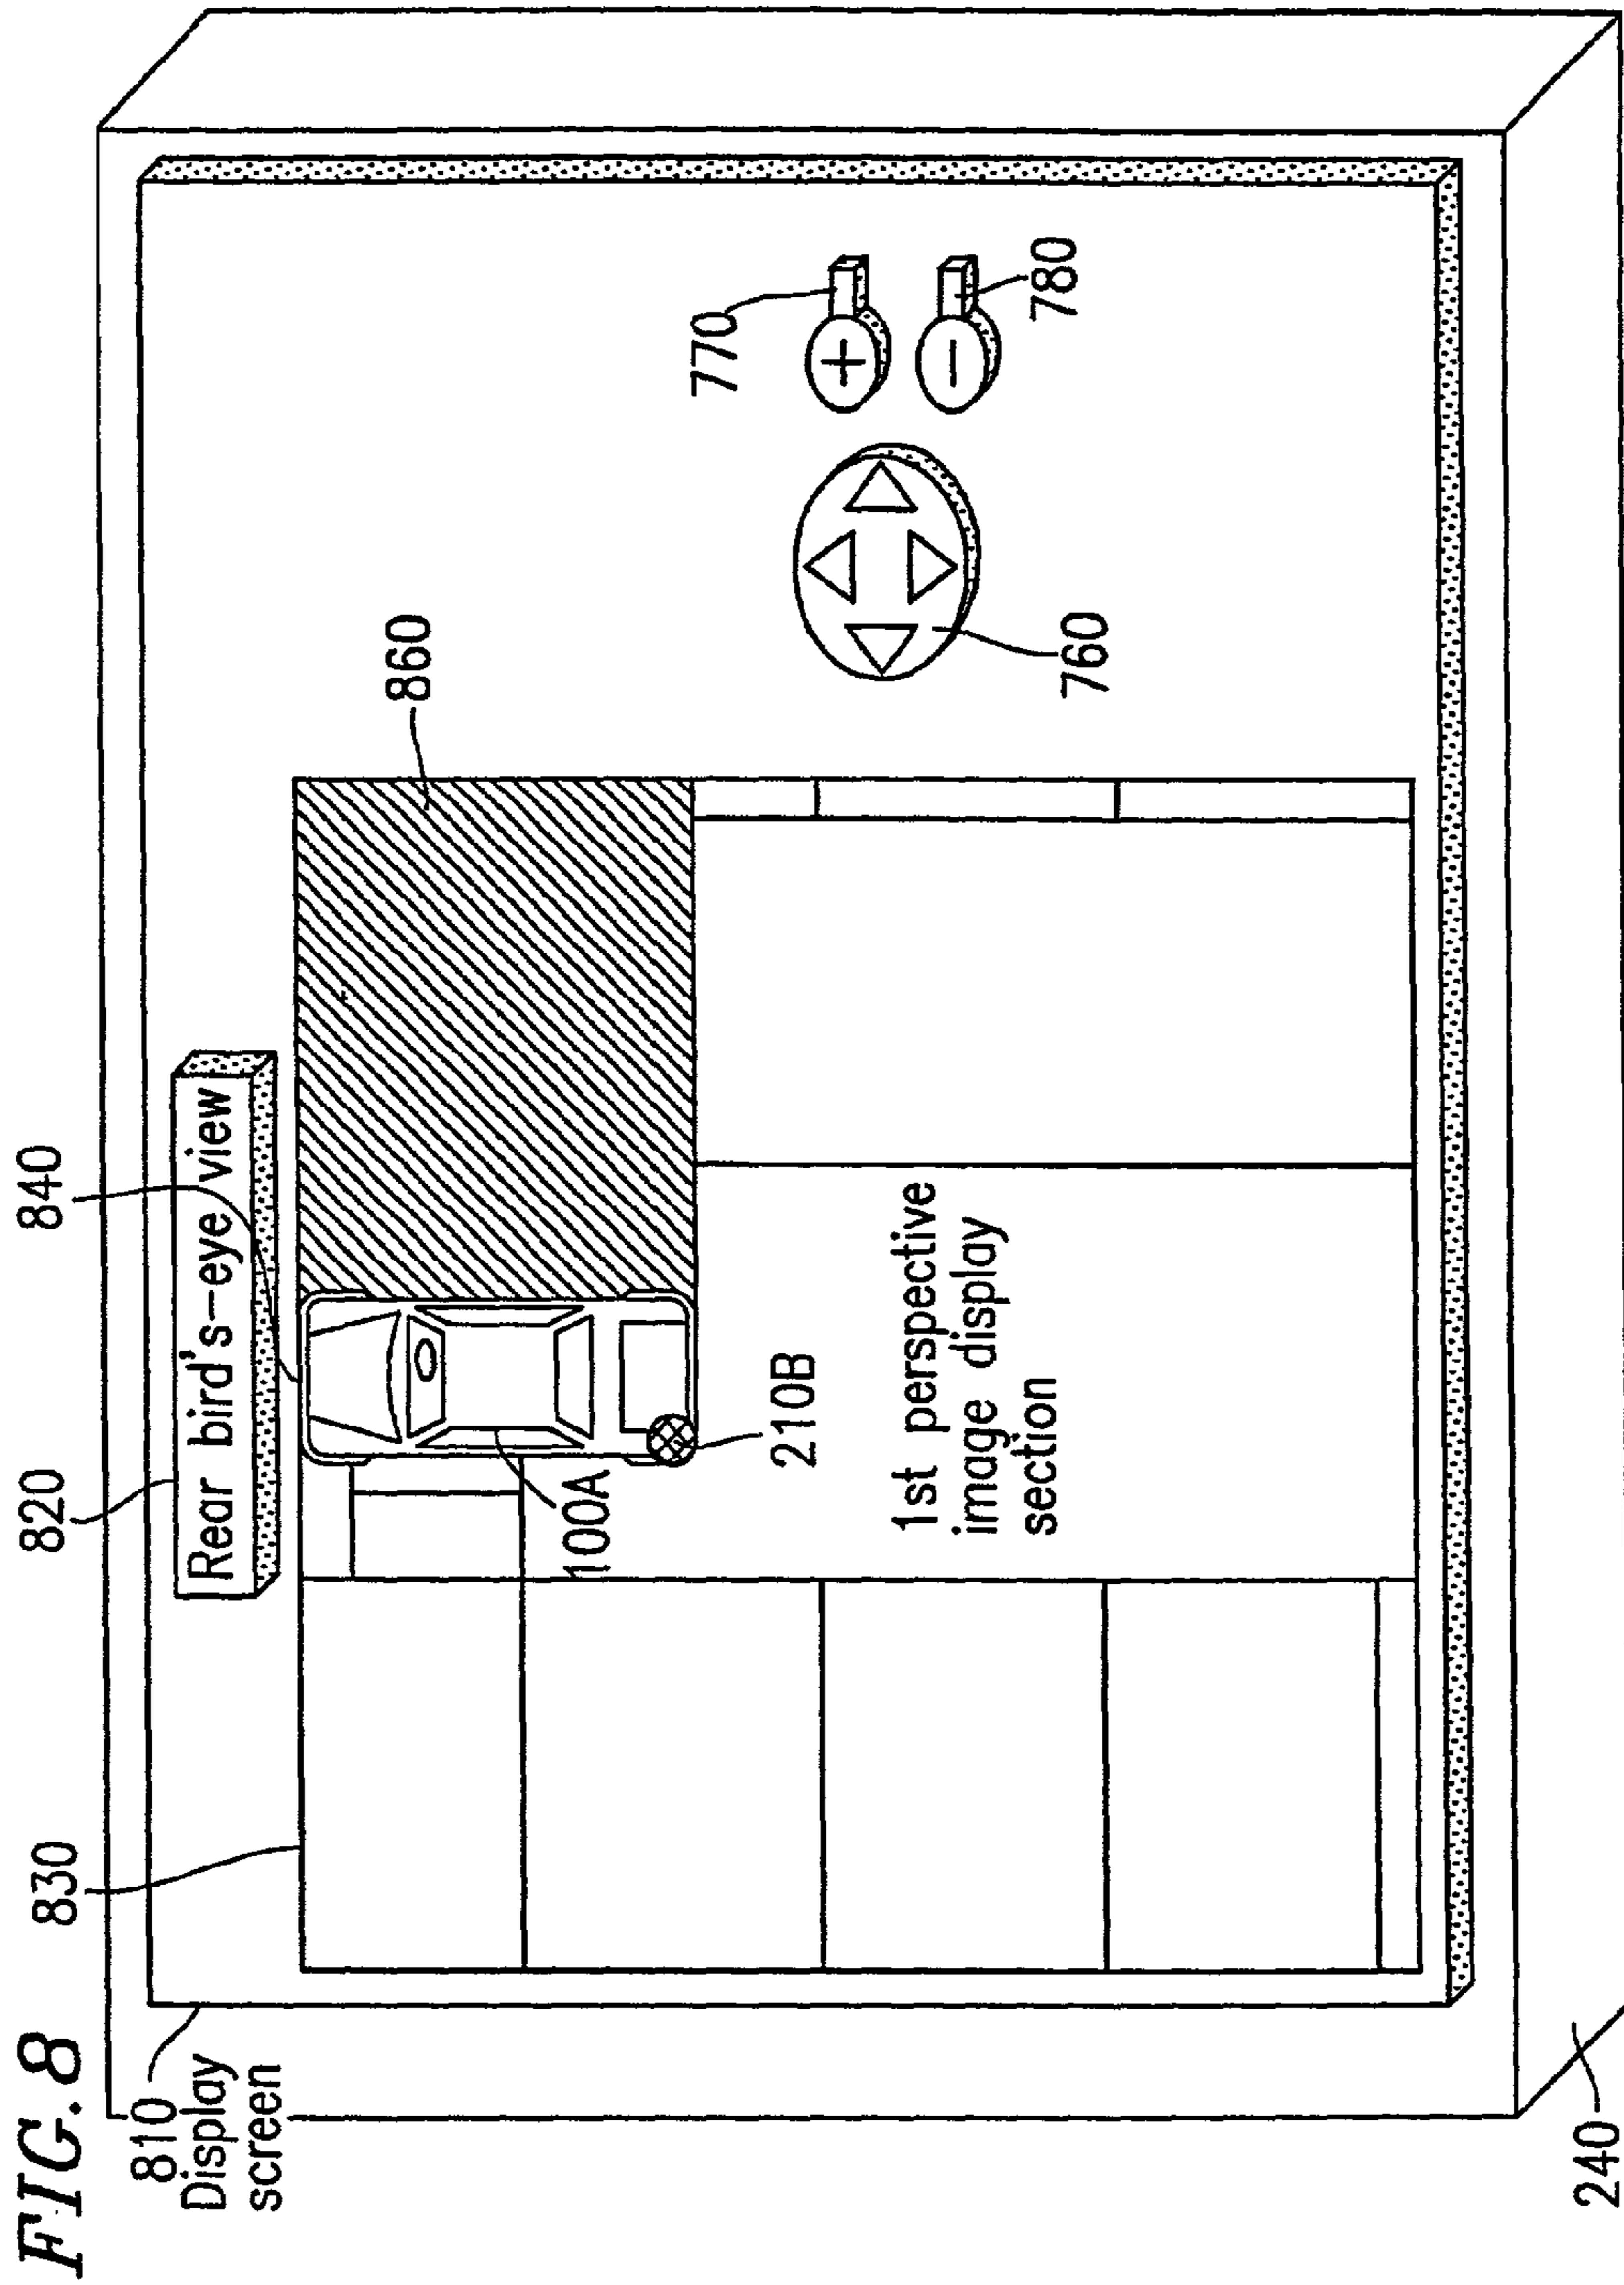 FIG. 8
820
840
830
Rear bird's-eye view
810
Display
screen
860
770
780
760
100A
210B
1st perspective
image display
section
240
+
−